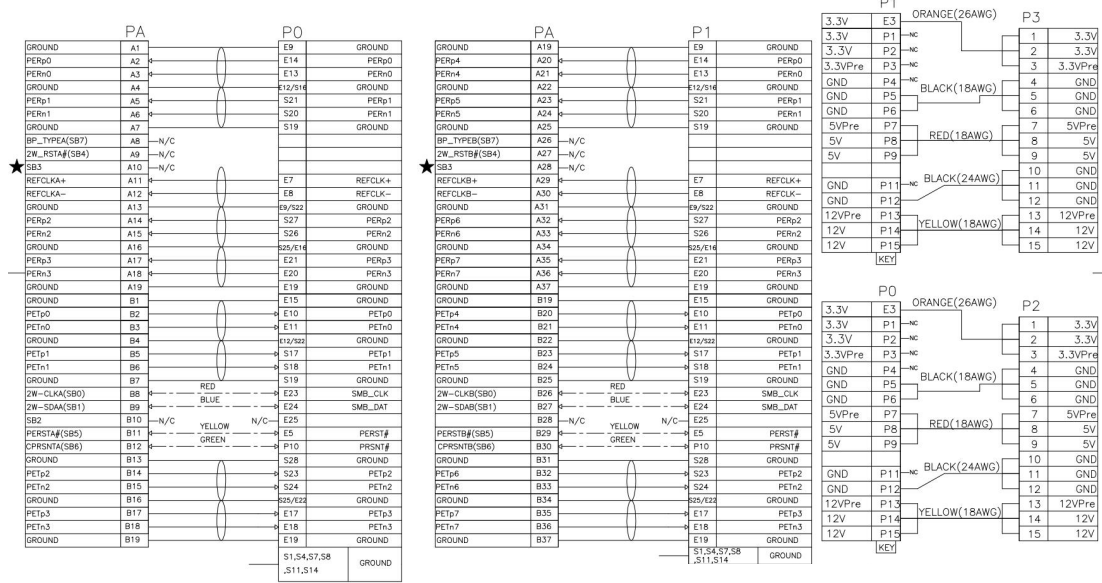 PA P0
GROUND A1 E9 GROUND
PERp0 A2 E14 PERp0
PERn0 A3 E13 PERn0
GROUND A4 E12/S16 GROUND
PERp1 A5 S21 PERp1
PERn1 A6 S20 PERn1
GROUND A7 S19 GROUND
BP_TYPEA(SB7) A8 N/C
2W_RSTA#(SB4) A9 N/C
SB3 A10 N/C
REFCLKA+ A11 E7 REFCLK+
REFCLKA- A12 E8 REFCLK-
GROUND A13 E9/S22 GROUND
PERp2 A14 S27 PERp2
PERn2 A15 S26 PERn2
GROUND A16 S25/E16 GROUND
PERp3 A17 E21 PERp3
PERn3 A18 E20 PERn3
GROUND A19 E19 GROUND
GROUND B1 E15 GROUND
PETp0 B2 E10 PETp0
PETn0 B3 E11 PETn0
GROUND B4 E12/S22 GROUND
PETp1 B5 S17 PETp1
PETn1 B6 S18 PETn1
GROUND B7 S19 GROUND
2W-CLKA(SB0) B8 RED E23 SMB_CLK
2W-SDAA(SB1) B9 BLUE E24 SMB_DAT
SB2 B10 N/C N/C E25
PERSTA#(SB5) B11 YELLOW E5 PERST#
CPRSNTA(SB6) B12 GREEN P10 PRSNT#
GROUND B13 S28 GROUND
PETp2 B14 S23 PETp2
PETn2 B15 S24 PETn2
GROUND B16 S25/E22 GROUND
PETp3 B17 E17 PETp3
PETn3 B18 E18 PETn3
GROUND B19 E19 GROUND
S1,S4,S7,S8
,S11,S14 GROUND
PA P1
GROUND A19 E9 GROUND
PERp4 A20 E14 PERp0
PERn4 A21 E13 PERn0
GROUND A22 E12/S16 GROUND
PERp5 A23 S21 PERp1
PERn5 A24 S20 PERn1
GROUND A25 S19 GROUND
BP_TYPEB(SB7) A26 N/C
2W_RSTB#(SB4) A27 N/C
SB3 A28 N/C
REFCLKB+ A29 E7 REFCLK+
REFCLKB- A30 E8 REFCLK-
GROUND A31 E9/S22 GROUND
PERp6 A32 S27 PERp2
PERn6 A33 S26 PERn2
GROUND A34 S25/E16 GROUND
PERp7 A35 E21 PERp3
PERn7 A36 E20 PERn3
GROUND A37 E19 GROUND
GROUND B19 E15 GROUND
PETp4 B20 E10 PETp0
PETn4 B21 E11 PETn0
GROUND B22 E12/S22 GROUND
PETp5 B23 S17 PETp1
PETn5 B24 S18 PETn1
GROUND B25 S19 GROUND
2W-CLKB(SB0) B26 RED E23 SMB_CLK
2W-SDAB(SB1) B27 BLUE E24 SMB_DAT
B28 N/C N/C E25
PERSTB#(SB5) B29 YELLOW E5 PERST#
CPRSNTB(SB6) B30 GREEN P10 PRSNT#
GROUND B31 S28 GROUND
PETp6 B32 S23 PETp2
PETn6 B33 S24 PETn2
GROUND B34 S25/E22 GROUND
PETp7 B35 E17 PETp3
PETn7 B36 E18 PETn3
GROUND B37 E19 GROUND
S1,S4,S7,S8
,S11,S14 GROUND
P1 P3
3.3V E3 ORANGE(26AWG)
3.3V P1 NC 1 3.3V
3.3V P2 NC 2 3.3V
3.3VPre P3 NC 3 3.3VPre
GND P4 NC 4 GND
GND P5 BLACK(18AWG) 5 GND
GND P6 6 GND
5VPre P7 7 5VPre
5V P8 RED(18AWG) 8 5V
5V P9 9 5V
10 GND
GND P11 NC BLACK(24AWG) 11 GND
GND P12 12 GND
12VPre P13 13 12VPre
12V P14 YELLOW(18AWG) 14 12V
12V P15 15 12V
KEY
P0 P2
3.3V E3 ORANGE(26AWG)
3.3V P1 NC 1 3.3V
3.3V P2 NC 2 3.3V
3.3VPre P3 NC 3 3.3VPre
GND P4 NC 4 GND
GND P5 BLACK(18AWG) 5 GND
GND P6 6 GND
5VPre P7 7 5VPre
5V P8 RED(18AWG) 8 5V
5V P9 9 5V
10 GND
GND P11 NC BLACK(24AWG) 11 GND
GND P12 12 GND
12VPre P13 13 12VPre
12V P14 YELLOW(18AWG) 14 12V
12V P15 15 12V
KEY